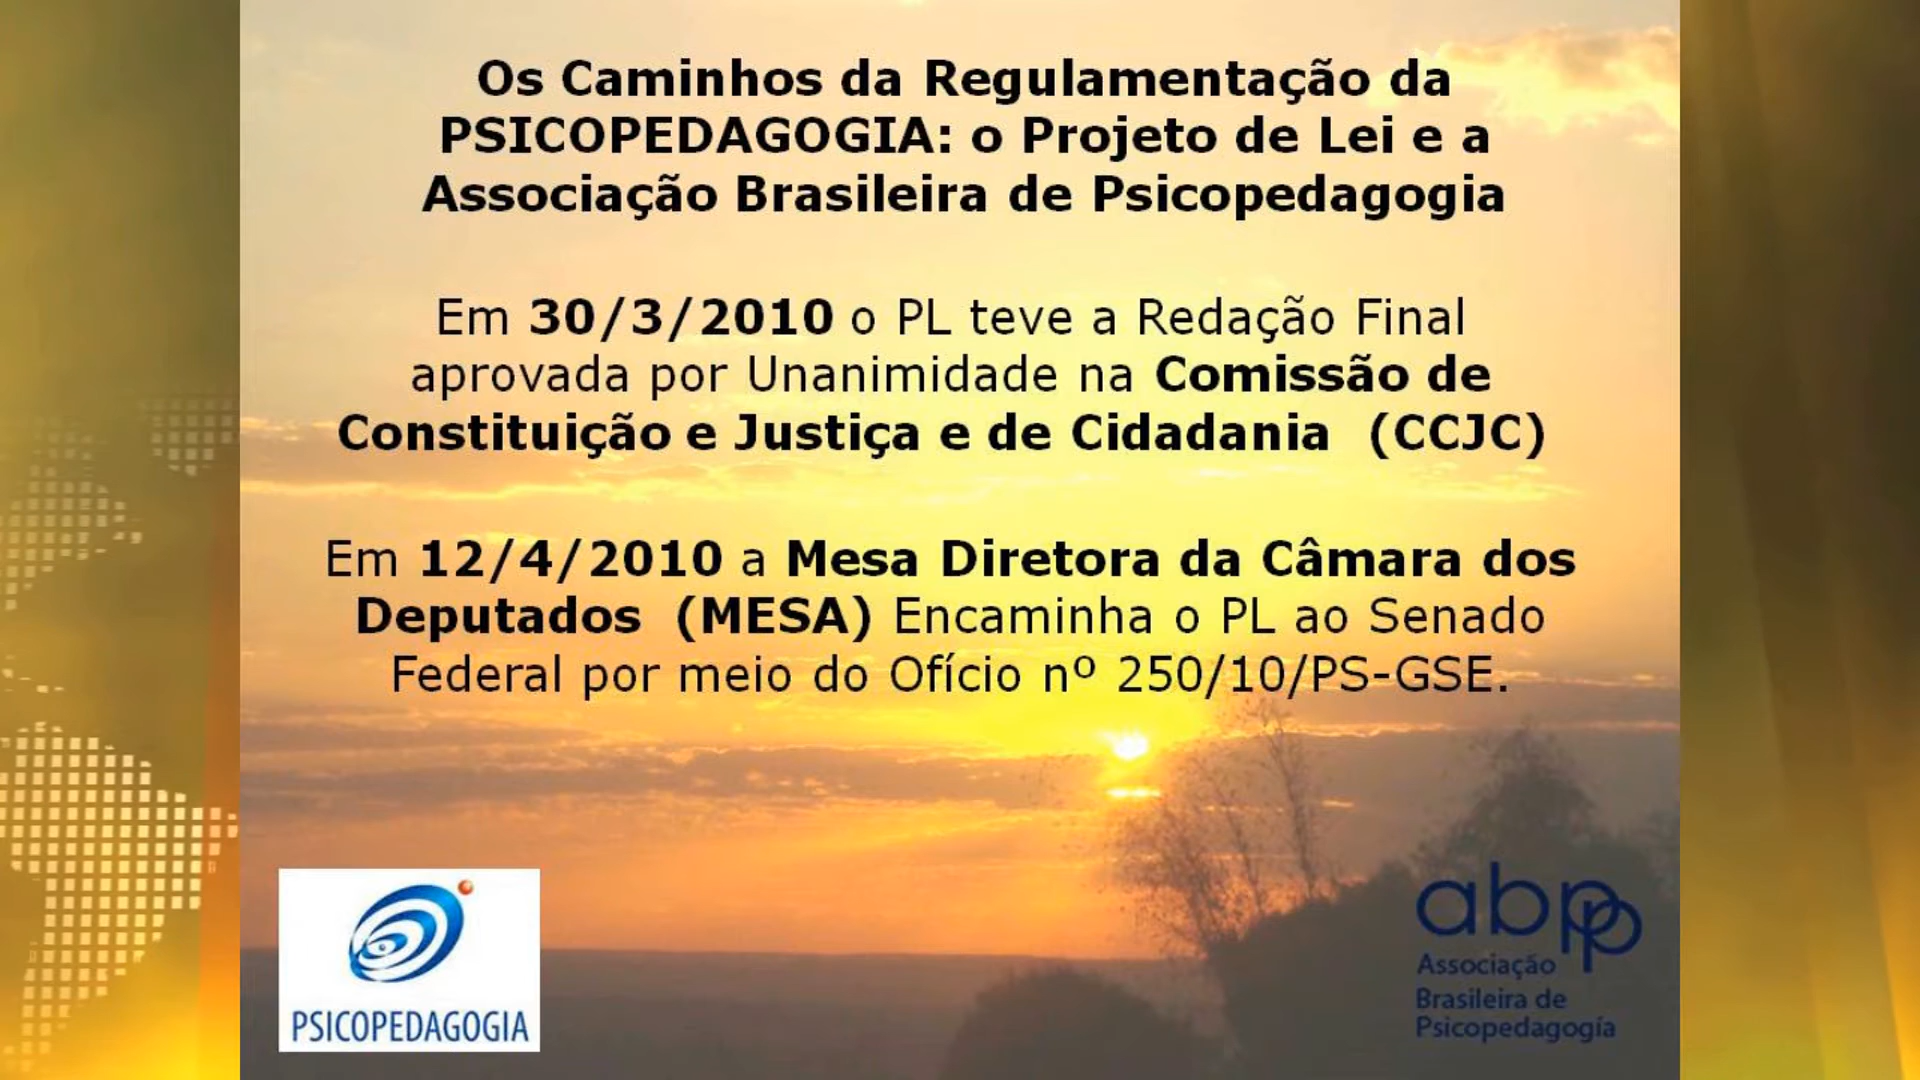 Os Caminhos da Regulamentação da
PSICOPEDAGOGIA: o Projeto de Lei e a
Associação Brasileira de Psicopedagogia
Em 30/3/2010 o PL teve a Redação Final
aprovada por Unanimidade na Comissão de
Constituição e Justiça e de Cidadania (CCJC)
Em 12/4/2010 a Mesa Diretora da Câmara dos
Deputados (MESA) Encaminha o PL ao Senado
Federal por meio do Ofício nº 250/10/PS-GSE.
PSICOPEDAGOGIA
abpp
Associação
Brasileira de
Psicopedagogia